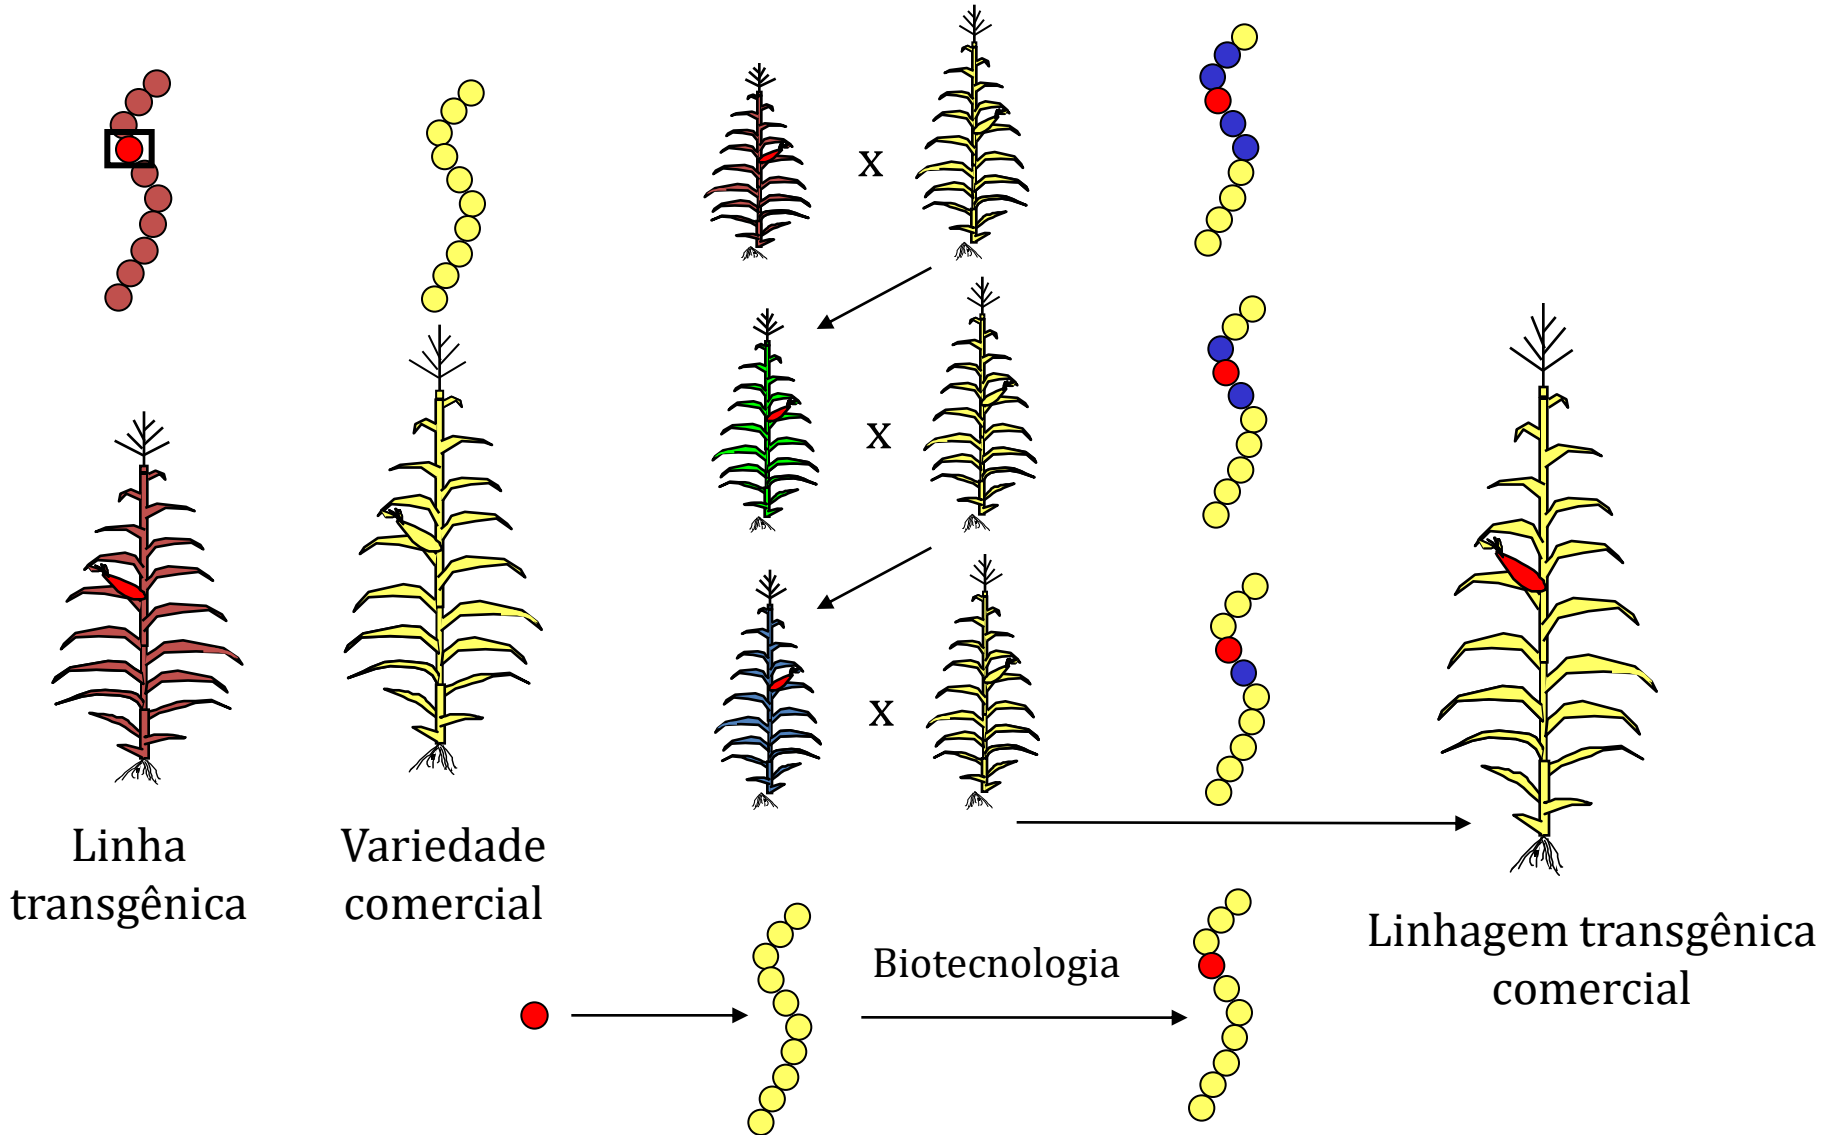 X
X
X
Linha
transgênica
Variedade
comercial
Biotecnologia
Linhagem transgênica
comercial